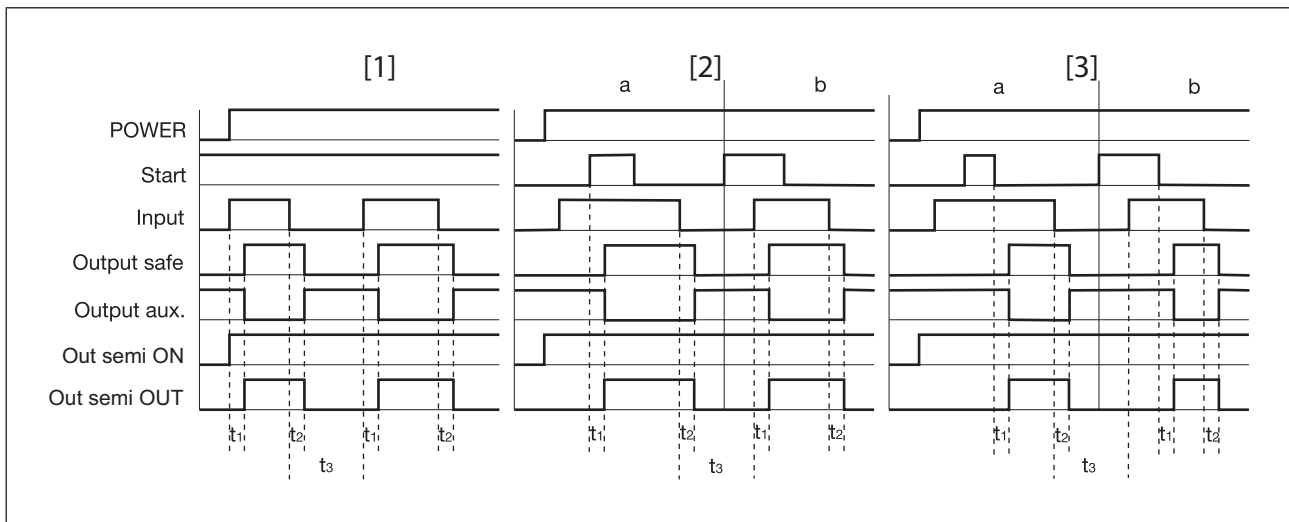 [1] [2] [3]
a b a b
POWER
Start
Input
Output safe
Output aux.
Out semi ON
Out semi OUT
t1 t2 t1 t2 t1 t2 t1 t2 t1 t2 t1 t2
t3 t3 t3